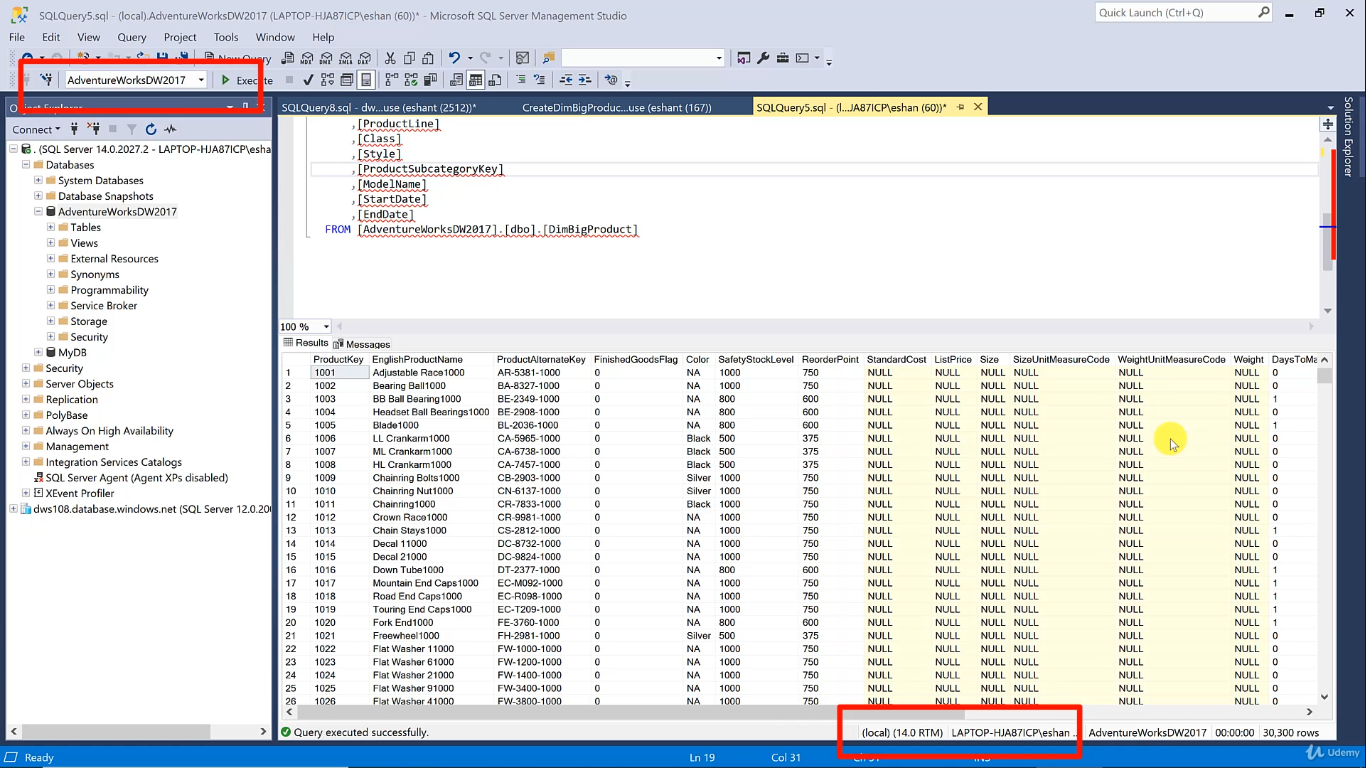 SQLQuery5.sql - (local).AdventureWorksDW2017 (LAPTOP-HJA87ICP\eshan (60))* - Microsoft SQL Server Management Studio
Quick Launch (Ctrl+Q)
File Edit View Query Project Tools Window Help
New Query
AdventureWorksDW2017 Execute
Object Explorer
SQLQuery8.sql - dw...use (eshant (2512))* CreateDimBigProduc...use (eshant (167)) SQLQuery5.sql - (l...JA87ICP\eshan (60))*
Solution Explorer
Connect
. (SQL Server 14.0.2027.2 - LAPTOP-HJA87ICP\esha
Databases
System Databases
Database Snapshots
AdventureWorksDW2017
Tables
Views
External Resources
Synonyms
Programmability
Service Broker
Storage
Security
MyDB
Security
Server Objects
Replication
PolyBase
Always On High Availability
Management
Integration Services Catalogs
SQL Server Agent (Agent XPs disabled)
XEvent Profiler
dws108.database.windows.net (SQL Server 12.0.200
,[ProductLine]
,[Class]
,[Style]
,[ProductSubcategoryKey]
,[ModelName]
,[StartDate]
,[EndDate]
FROM [AdventureWorksDW2017].[dbo].[DimBigProduct]
100 %
Results Messages
ProductKey EnglishProductName ProductAlternateKey FinishedGoodsFlag Color SafetyStockLevel ReorderPoint StandardCost ListPrice Size SizeUnitMeasureCode WeightUnitMeasureCode Weight DaysToMa
1 1001 Adjustable Race1000 AR-5381-1000 0 NA 1000 750 NULL NULL NULL NULL NULL NULL 0
2 1002 Bearing Ball1000 BA-8327-1000 0 NA 1000 750 NULL NULL NULL NULL NULL NULL 0
3 1003 BB Ball Bearing1000 BE-2349-1000 0 NA 800 600 NULL NULL NULL NULL NULL NULL 1
4 1004 Headset Ball Bearings1000 BE-2908-1000 0 NA 800 600 NULL NULL NULL NULL NULL NULL 0
5 1005 Blade1000 BL-2036-1000 0 NA 800 600 NULL NULL NULL NULL NULL NULL 1
6 1006 LL Crankarm1000 CA-5965-1000 0 Black 500 375 NULL NULL NULL NULL NULL NULL 0
7 1007 ML Crankarm1000 CA-6738-1000 0 Black 500 375 NULL NULL NULL NULL NULL NULL 0
8 1008 HL Crankarm1000 CA-7457-1000 0 Black 500 375 NULL NULL NULL NULL NULL NULL 0
9 1009 Chainring Bolts1000 CB-2903-1000 0 Silver 1000 750 NULL NULL NULL NULL NULL NULL 0
10 1010 Chainring Nut1000 CN-6137-1000 0 Silver 1000 750 NULL NULL NULL NULL NULL NULL 0
11 1011 Chainring1000 CR-7833-1000 0 Black 1000 750 NULL NULL NULL NULL NULL NULL 0
12 1012 Crown Race1000 CR-9981-1000 0 NA 1000 750 NULL NULL NULL NULL NULL NULL 0
13 1013 Chain Stays1000 CS-2812-1000 0 NA 1000 750 NULL NULL NULL NULL NULL NULL 1
14 1014 Decal 11000 DC-8732-1000 0 NA 1000 750 NULL NULL NULL NULL NULL NULL 0
15 1015 Decal 21000 DC-9824-1000 0 NA 1000 750 NULL NULL NULL NULL NULL NULL 0
16 1016 Down Tube1000 DT-2377-1000 0 NA 800 600 NULL NULL NULL NULL NULL NULL 1
17 1017 Mountain End Caps1000 EC-M092-1000 0 NA 1000 750 NULL NULL NULL NULL NULL NULL 1
18 1018 Road End Caps1000 EC-R098-1000 0 NA 1000 750 NULL NULL NULL NULL NULL NULL 1
19 1019 Touring End Caps1000 EC-T209-1000 0 NA 1000 750 NULL NULL NULL NULL NULL NULL 1
20 1020 Fork End1000 FE-3760-1000 0 NA 800 600 NULL NULL NULL NULL NULL NULL 1
21 1021 Freewheel1000 FH-2981-1000 0 Silver 500 375 NULL NULL NULL NULL NULL NULL 0
22 1022 Flat Washer 11000 FW-1000-1000 0 NA 1000 750 NULL NULL NULL NULL NULL NULL 0
23 1023 Flat Washer 61000 FW-1200-1000 0 NA 1000 750 NULL NULL NULL NULL NULL NULL 0
24 1024 Flat Washer 21000 FW-1400-1000 0 NA 1000 750 NULL NULL NULL NULL NULL NULL 0
25 1025 Flat Washer 91000 FW-3400-1000 0 NA 1000 750 NULL NULL NULL NULL NULL NULL 0
26 1026 Flat Washer 41000 FW-3800-1000 0 NA 1000 750 NULL NULL NULL NULL NULL NULL 0
Query executed successfully. (local) (14.0 RTM) LAPTOP-HJA87ICP\eshan ... AdventureWorksDW2017 00:00:00 30,300 rows
Ready Ln 19 Col 31
Udemy